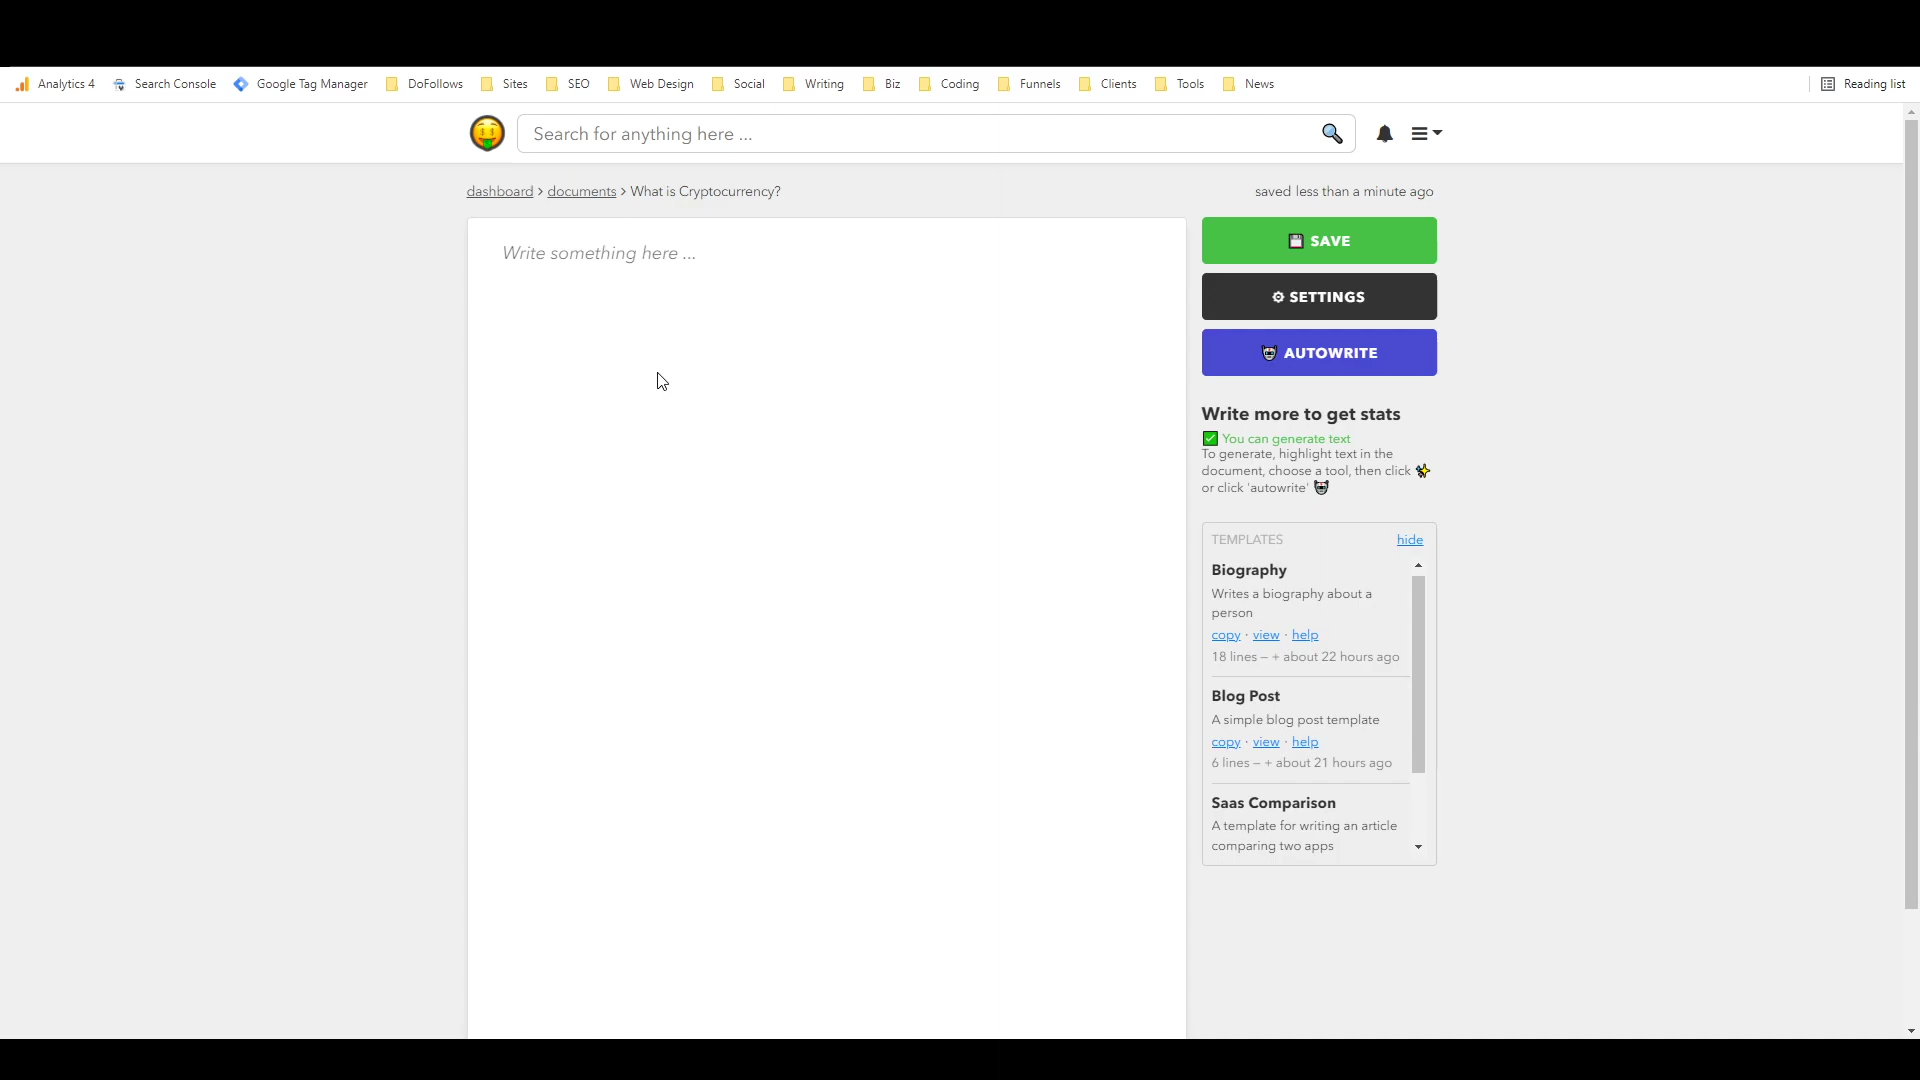 Analytics 4 Search Console Google Tag Manager DoFollows Sites SEO Web Design Social Writing Biz Coding Funnels Clients Tools News Reading list
Search for anything here ...
dashboard > documents > What is Cryptocurrency?
saved less than a minute ago
Write something here ...
SAVE
SETTINGS
AUTOWRITE
Write more to get stats
You can generate text
To generate, highlight text in the
document, choose a tool, then click
or click 'autowrite'
TEMPLATES hide
Biography
Writes a biography about a
person
copy · view · help
18 lines – + about 22 hours ago
Blog Post
A simple blog post template
copy · view · help
6 lines – + about 21 hours ago
Saas Comparison
A template for writing an article
comparing two apps